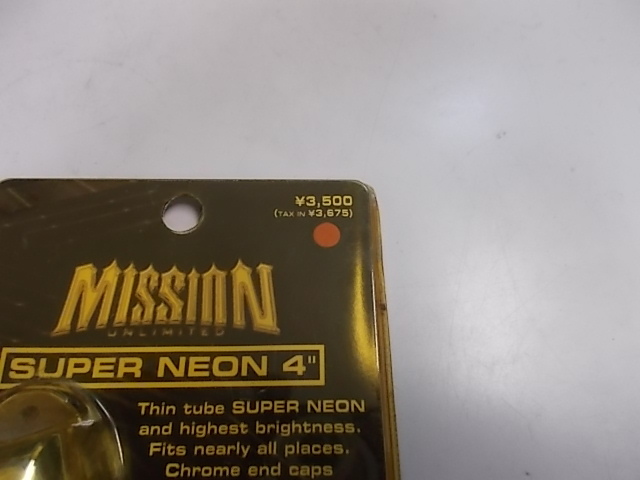 ¥3,500
(TAX IN ¥3,675)
MISSION
UNLIMITED
SUPER NEON 4"
Thin tube SUPER NEON
and highest brightness.
Fits nearly all places.
Chrome end caps